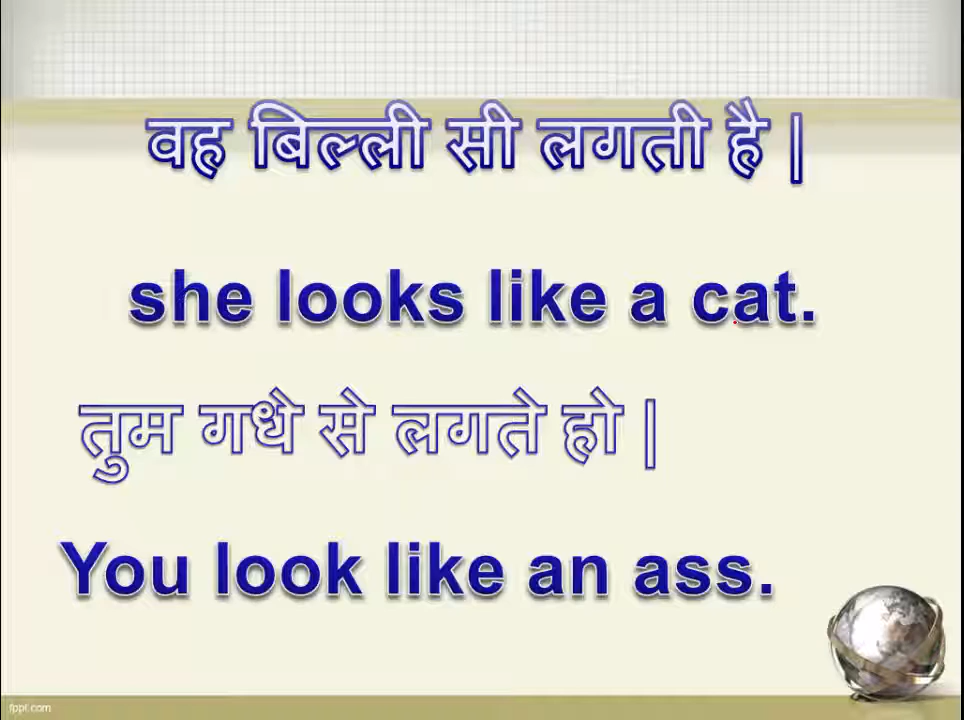 वह बिल्ली सी लगती है |
she looks like a cat.
तुम गधे से लगते हो |
You look like an ass.
fppt.com